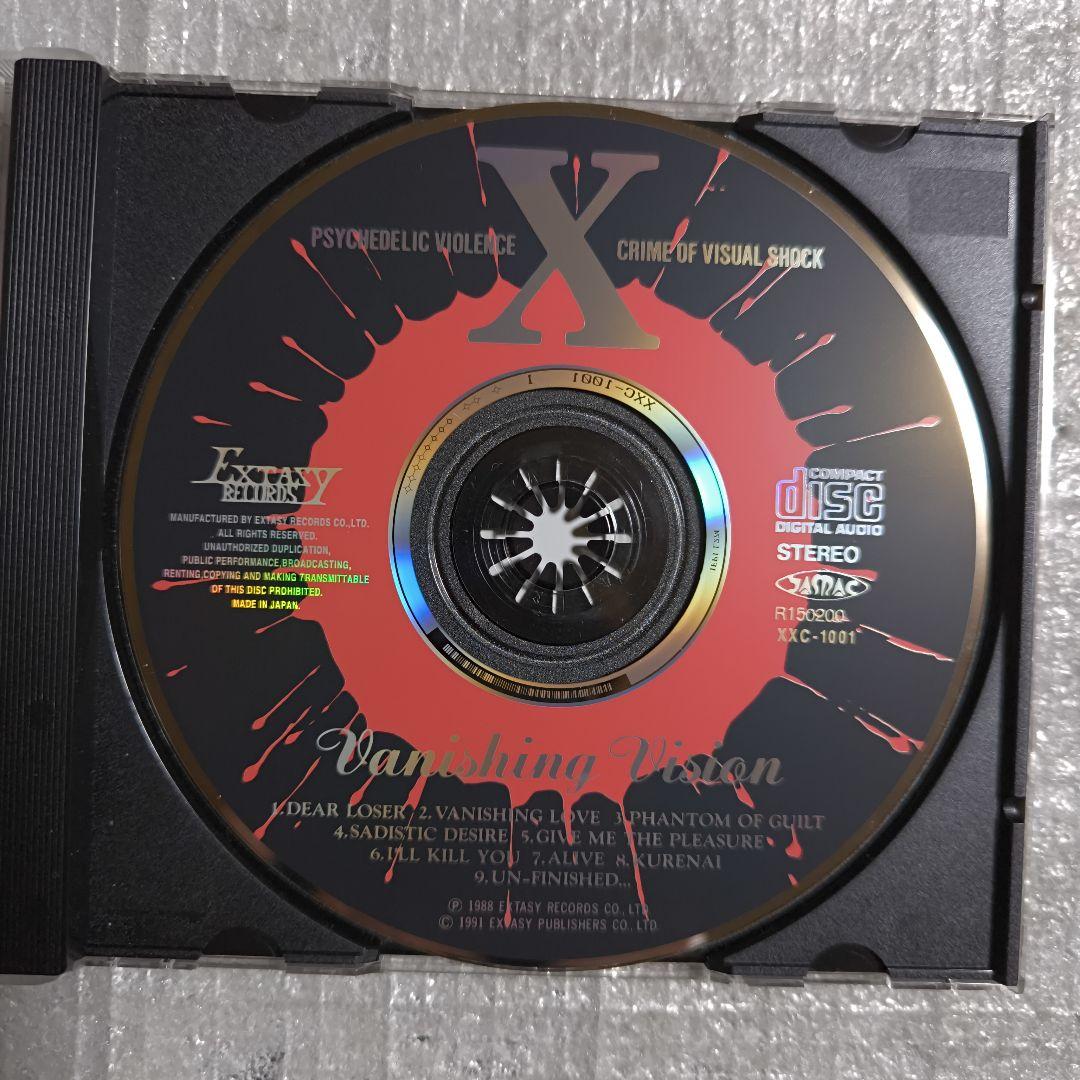 X
PSYCHEDELIC VIOLENCE
CRIME OF VISUAL SHOCK
XXC-1001 1
EXTASY
RECORDS
MANUFACTURED BY EXTASY RECORDS CO.,LTD.
ALL RIGHTS RESERVED.
UNAUTHORIZED DUPLICATION,
PUBLIC PERFORMANCE,BROADCASTING,
RENTING,COPYING AND MAKING TRANSMITTABLE
OF THIS DISC PROHIBITED.
MADE IN JAPAN.
COMPACT
disc
DIGITAL AUDIO
STEREO
JASRAC
R150200
XXC-1001
Vanishing Vision
1.DEAR LOSER 2.VANISHING LOVE 3.PHANTOM OF GUILT
4.SADISTIC DESIRE 5.GIVE ME THE PLEASURE
6.I'LL KILL YOU 7.ALIVE 8.KURENAI
9.UN-FINISHED...
Ⓟ 1988 EXTASY RECORDS CO., LTD.
© 1991 EXTASY PUBLISHERS CO., LTD.